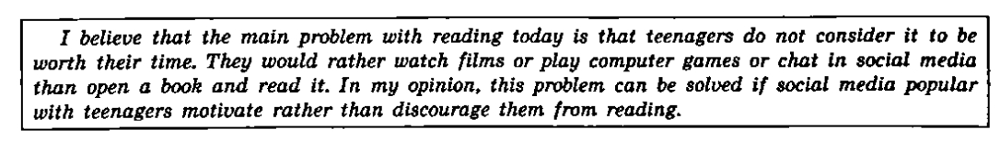 I believe that the main problem with reading today is that teenagers do not consider it to be
worth their time. They would rather watch films or play computer games or chat in social media
than open a book and read it. In my opinion, this problem can be solved if social media popular
with teenagers motivate rather than discourage them from reading.